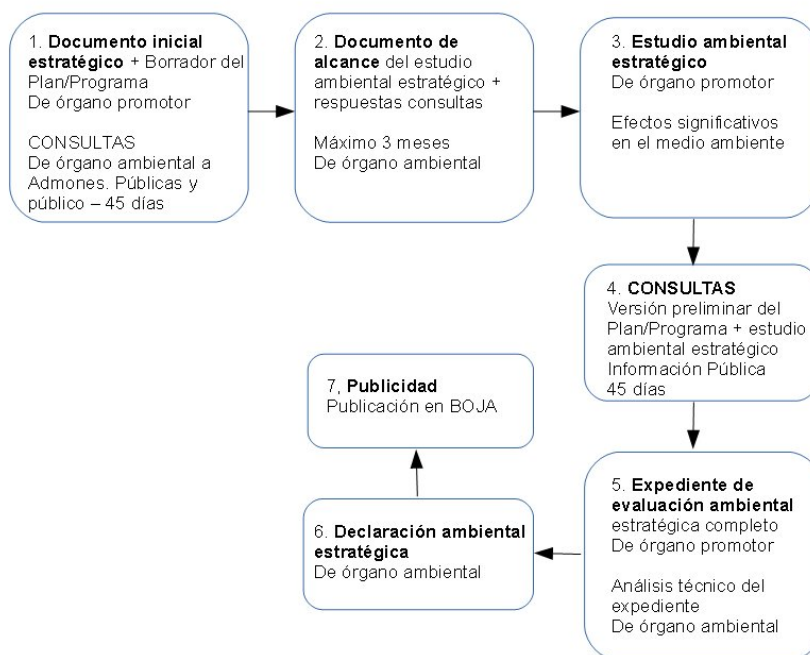 1. Documento inicial
estratégico + Borrador del
Plan/Programa
De órgano promotor
CONSULTAS
De órgano ambiental a
Admones. Públicas y
público – 45 días
2. Documento de
alcance del estudio
ambiental estratégico +
respuestas consultas
Máximo 3 meses
De órgano ambiental
3. Estudio ambiental
estratégico
De órgano promotor
Efectos significativos
en el medio ambiente
4. CONSULTAS
Versión preliminar del
Plan/Programa + estudio
ambiental estratégico
Información Pública
45 días
5. Expediente de
evaluación ambiental
estratégica completo
De órgano promotor
Análisis técnico del
expediente
De órgano ambiental
6. Declaración ambiental
estratégica
De órgano ambiental
7, Publicidad
Publicación en BOJA